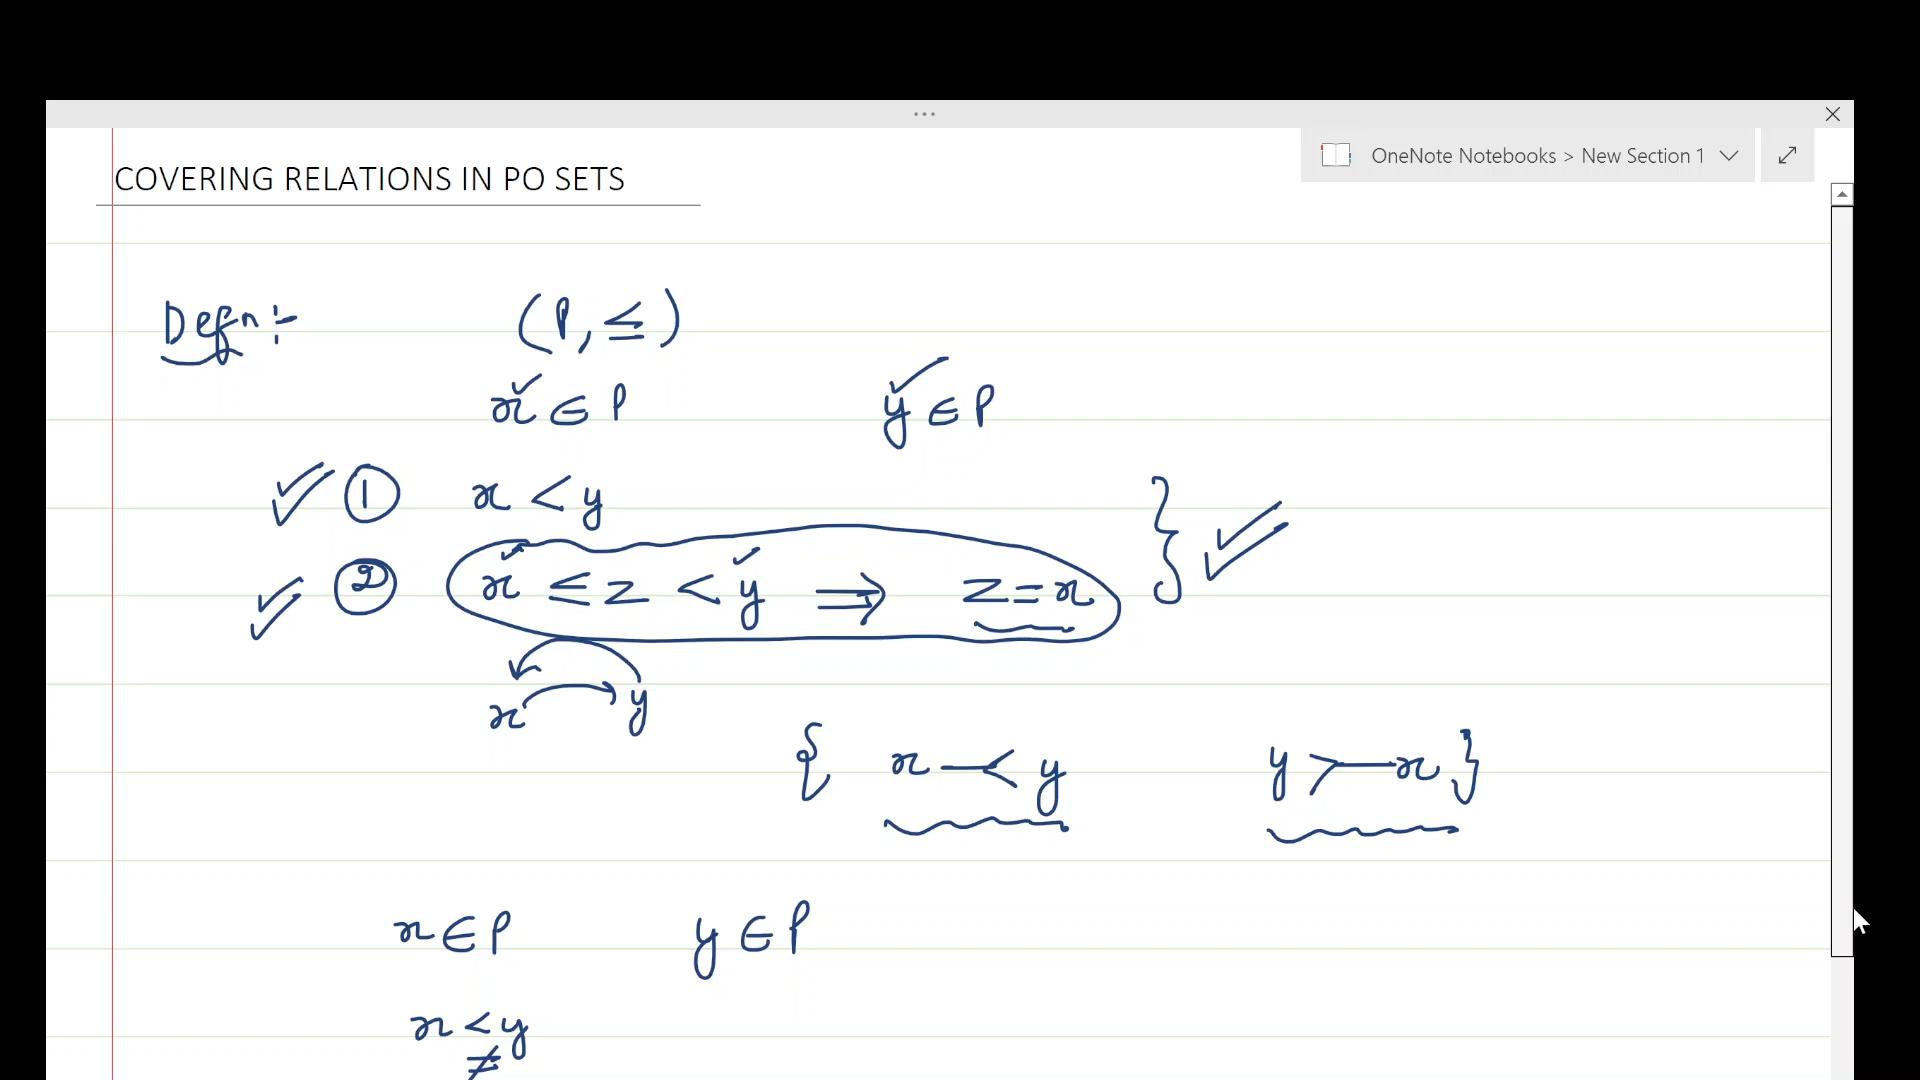 OneNote Notebooks > New Section 1
COVERING RELATIONS IN PO SETS
Defn :- (P, ≤)
x ∈ P y ∈ P
① x < y
② x ≤ z < y ⇒ z = x
x y
{ x —< y y >— x }
x ∈ P y ∈ P
x < y
≠